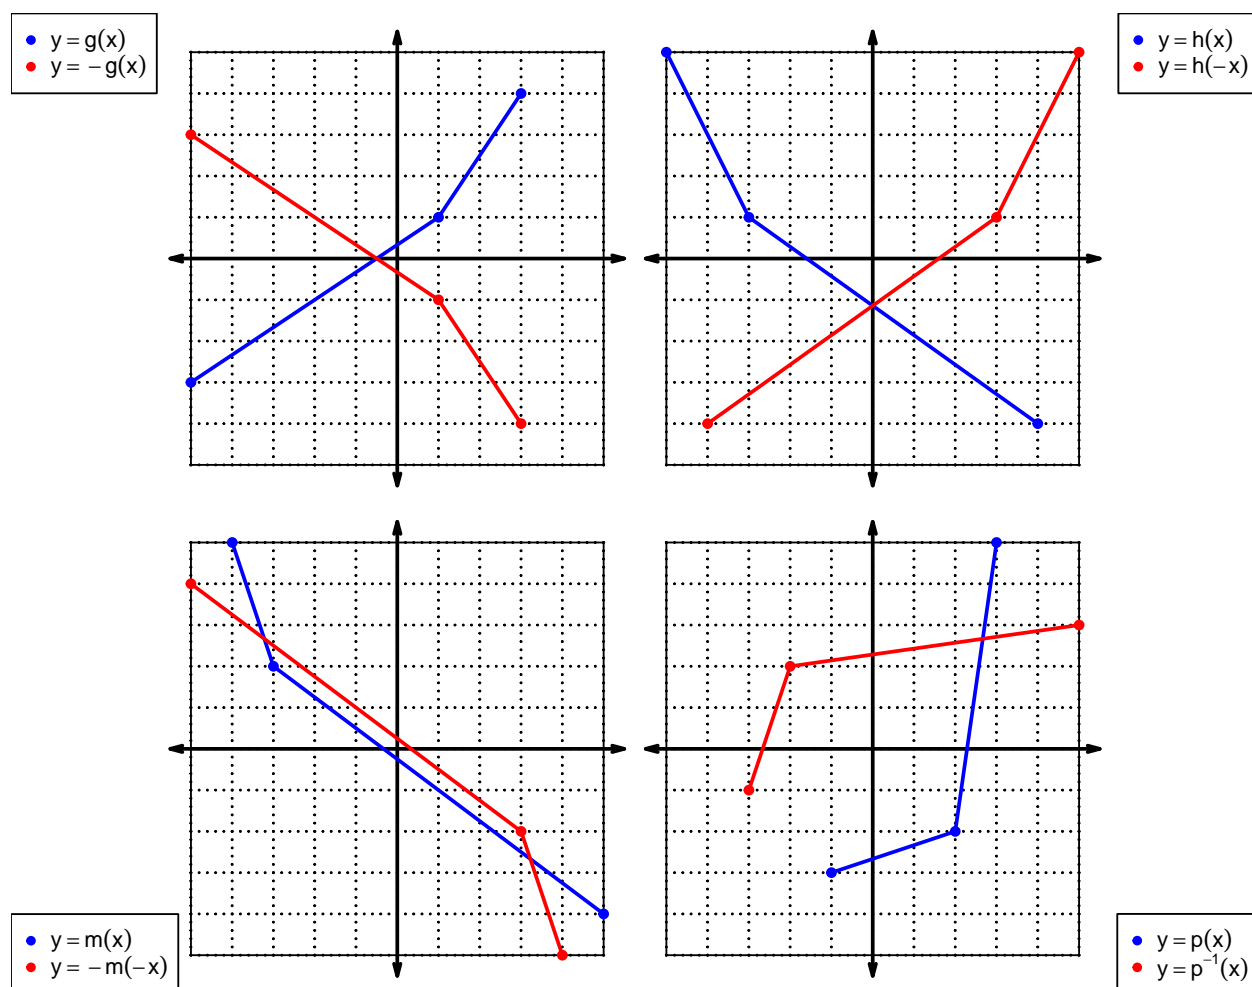 y = g(x)
y = −g(x)
y = h(x)
y = h(−x)
y = m(x)
y = −m(−x)
y = p(x)
y = p⁻¹(x)